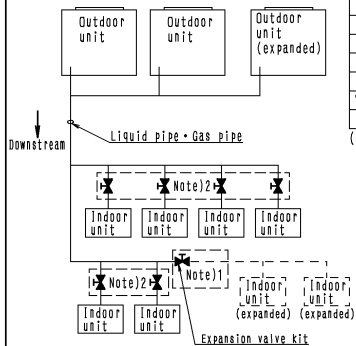 Outdoor
unit
Outdoor
unit
Outdoor
unit
(expanded)
Downstream
Liquid pipe・Gas pipe
Note)2
Indoor
unit
Indoor
unit
Indoor
unit
Indoor
unit
Note)2
Note)1
Indoor
unit
Indoor
unit
Indoor
unit
(expanded)
Indoor
unit
(expanded)
Expansion valve kit
(